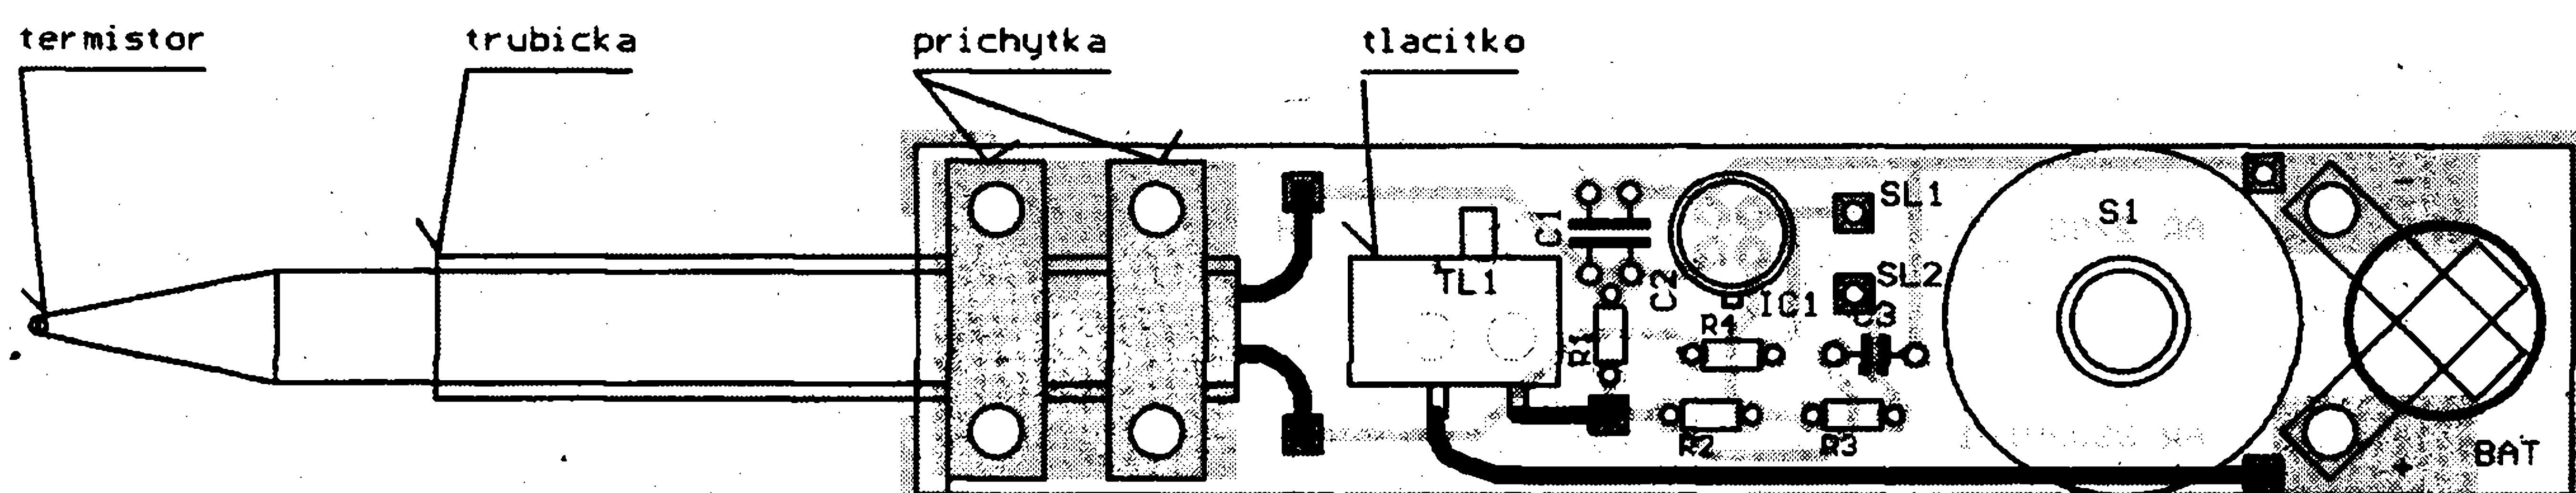 termistor
trubicka
prichytka
tlacitko
SL1
S1
-
C1
TL1
C2
SL2
IC1
C3
R4
R1
R2
R3
BAT
+